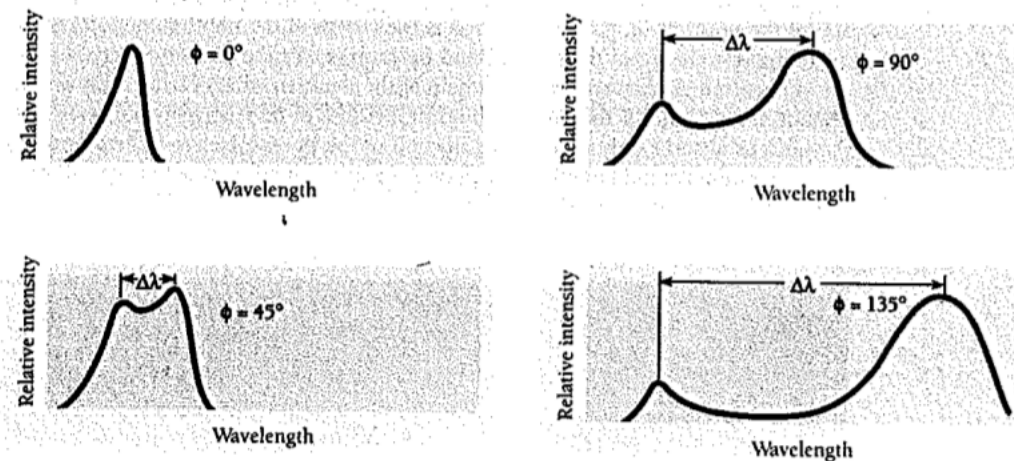 Relative intensity
ϕ = 0°
Wavelength
Relative intensity
Δλ
ϕ = 90°
Wavelength
Relative intensity
Δλ
ϕ = 45°
Wavelength
Relative intensity
Δλ
ϕ = 135°
Wavelength